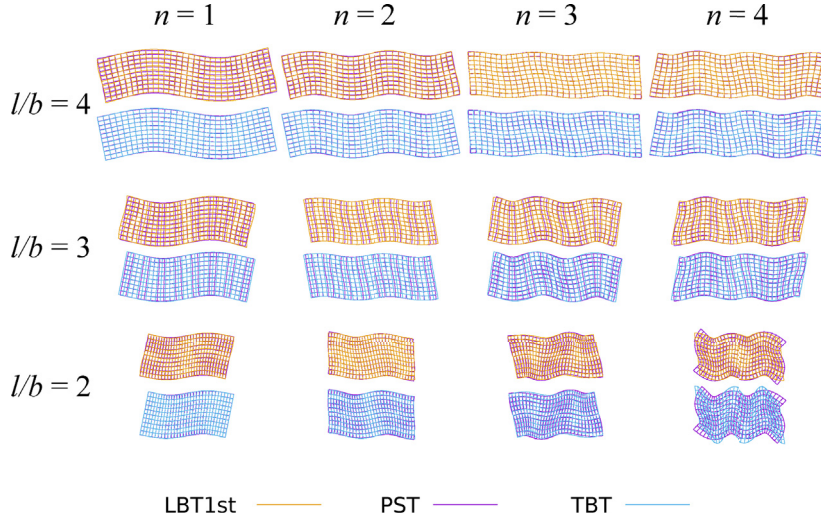 n = 1 n = 2 n = 3 n = 4
l/b = 4
l/b = 3
l/b = 2
LBT1st PST TBT